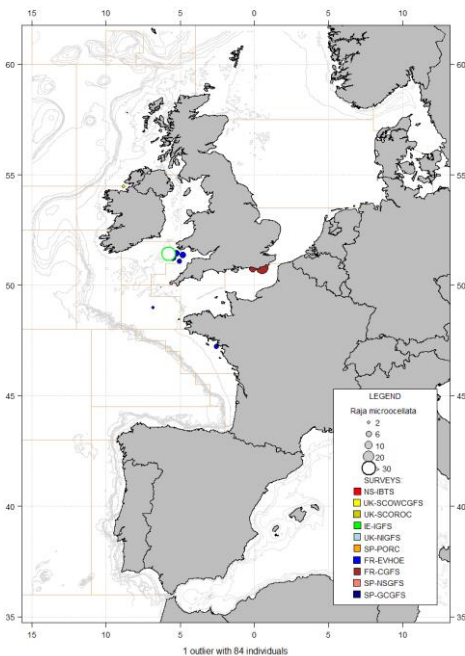 15 10 5 0 5 10
60
60
55
55
50
50
45
45
40
40
35
35
LEGEND
Raja microocellata
2
6
10
20
> 30
SURVEYS:
NS-IBTS
UK-SCOWCGFS
UK-SCOROC
IE-IGFS
UK-NIGFS
SP-PORC
FR-EVHOE
FR-CGFS
SP-NSGFS
SP-GCGFS
15 10 5 0 5 10
1 outlier with 84 individuals